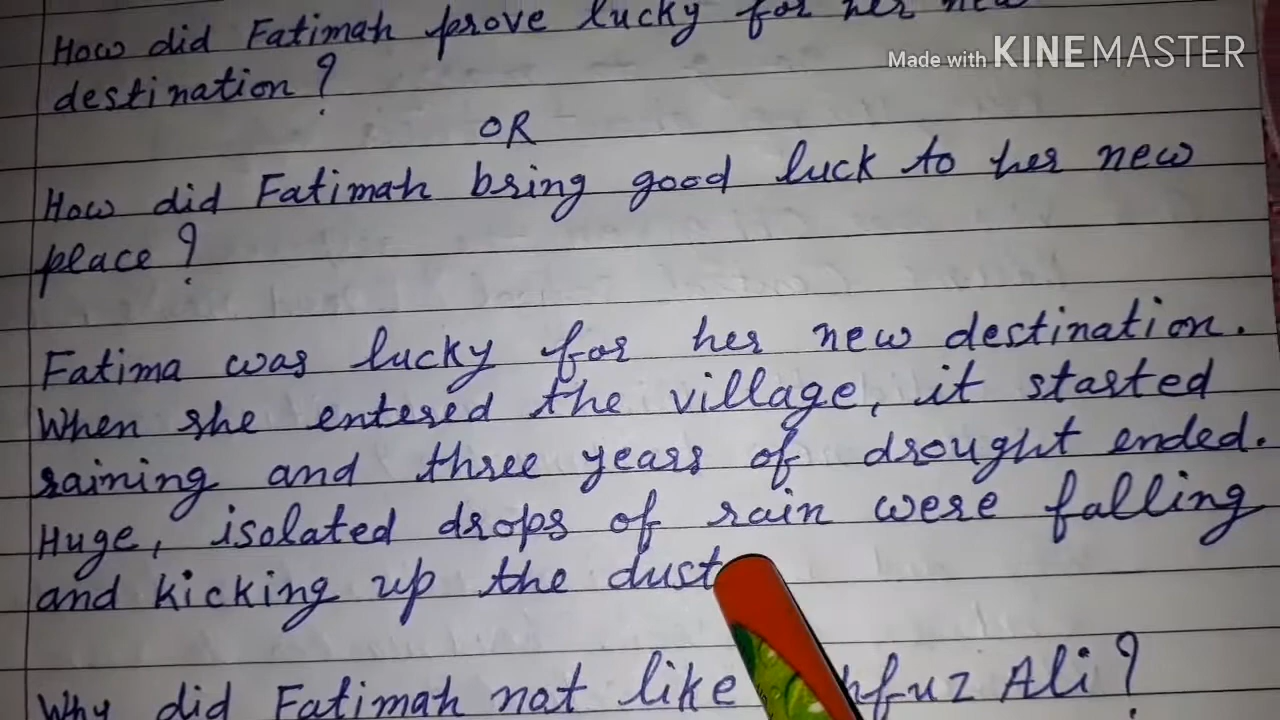 How did Fatimah prove lucky for her new
Made with KINEMASTER
destination?
OR
How did Fatimah bring good luck to her new
place?
Fatima was lucky for her new destination.
When she entered the village, it started
raining and three years of drought ended.
Huge, isolated drops of rain were falling
and kicking up the dust
Why did Fatimah not like Ali?